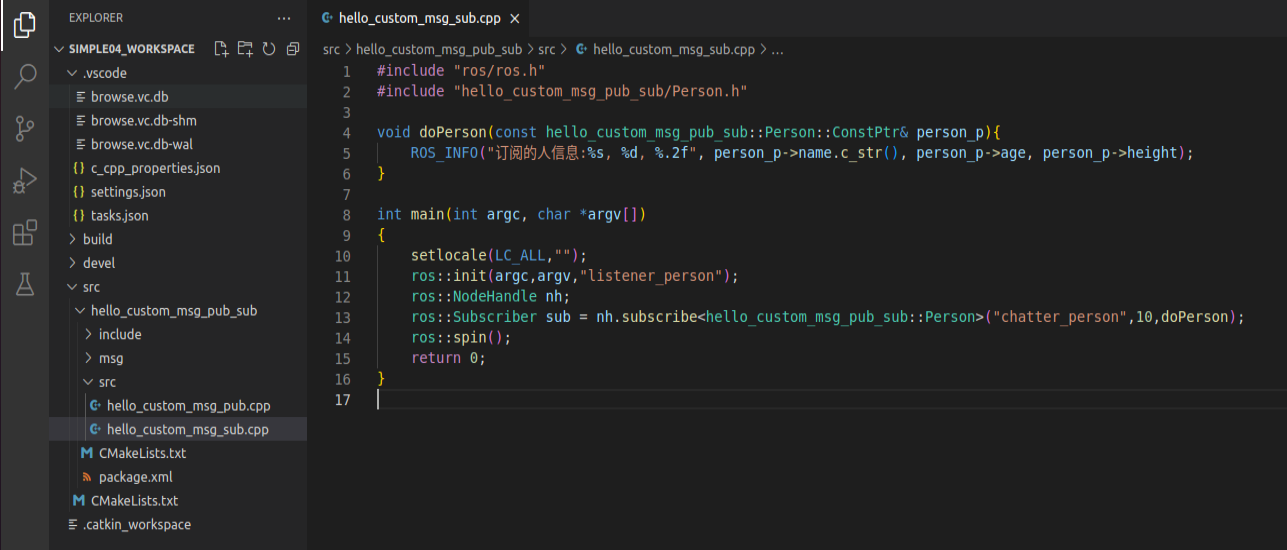 EXPLORER
SIMPLE04_WORKSPACE
.vscode
browse.vc.db
browse.vc.db-shm
browse.vc.db-wal
{} c_cpp_properties.json
{} settings.json
{} tasks.json
build
devel
src
hello_custom_msg_pub_sub
include
msg
src
hello_custom_msg_pub.cpp
hello_custom_msg_sub.cpp
M CMakeLists.txt
package.xml
M CMakeLists.txt
.catkin_workspace
hello_custom_msg_sub.cpp ×
src > hello_custom_msg_pub_sub > src > hello_custom_msg_sub.cpp > ...
1 #include "ros/ros.h"
2 #include "hello_custom_msg_pub_sub/Person.h"
3
4 void doPerson(const hello_custom_msg_pub_sub::Person::ConstPtr& person_p){
5 ROS_INFO("订阅的人信息:%s, %d, %.2f", person_p->name.c_str(), person_p->age, person_p->height);
6 }
7
8 int main(int argc, char *argv[])
9 {
10 setlocale(LC_ALL,"");
11 ros::init(argc,argv,"listener_person");
12 ros::NodeHandle nh;
13 ros::Subscriber sub = nh.subscribe<hello_custom_msg_pub_sub::Person>("chatter_person",10,doPerson);
14 ros::spin();
15 return 0;
16 }
17